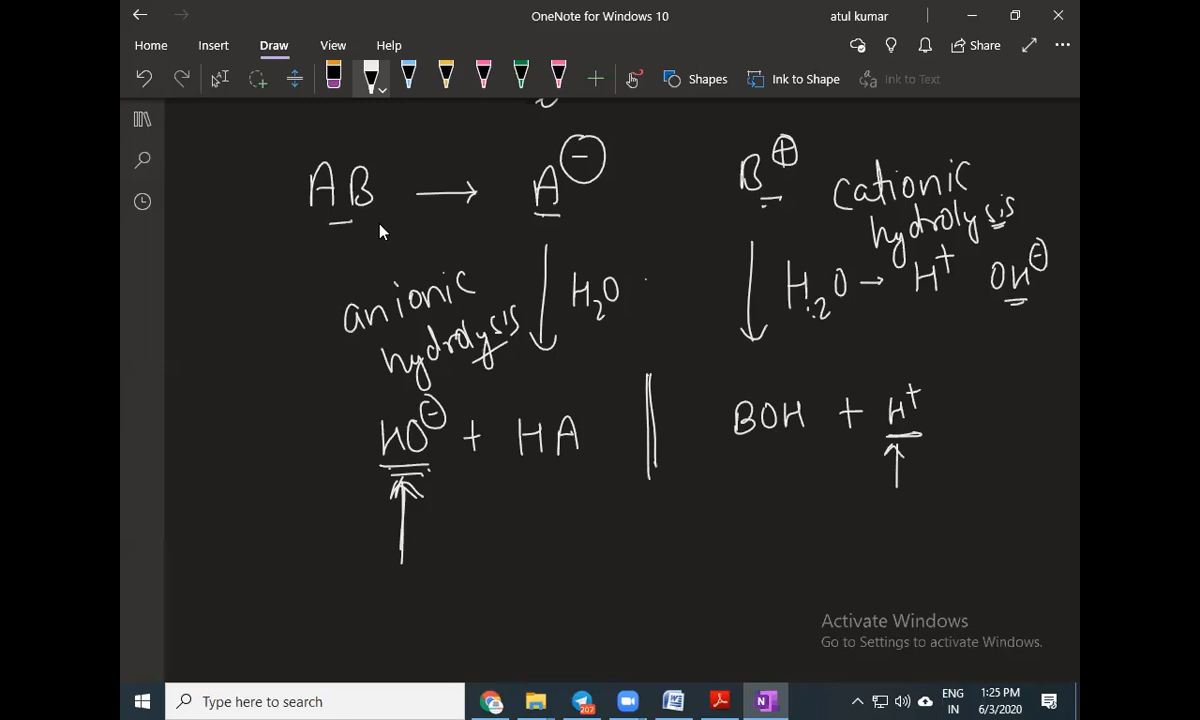 OneNote for Windows 10
atul kumar
Home Insert Draw View Help
Share
Shapes
Ink to Shape
Ink to Text
AB → A⊖ B⊕
cationic
hydrolysis
anionic
hydrolysis
H₂O
H₂O → H⁺ OH⊖
HO⊖ + HA
BOH + H⁺
Activate Windows
Go to Settings to activate Windows.
Type here to search
207
ENG
IN
1:25 PM
6/3/2020